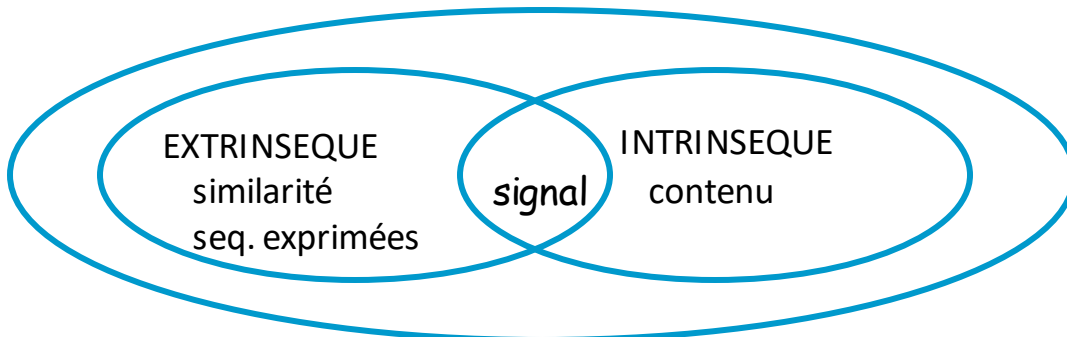 EXTRINSEQUE
similarité
seq. exprimées
signal
INTRINSEQUE
contenu